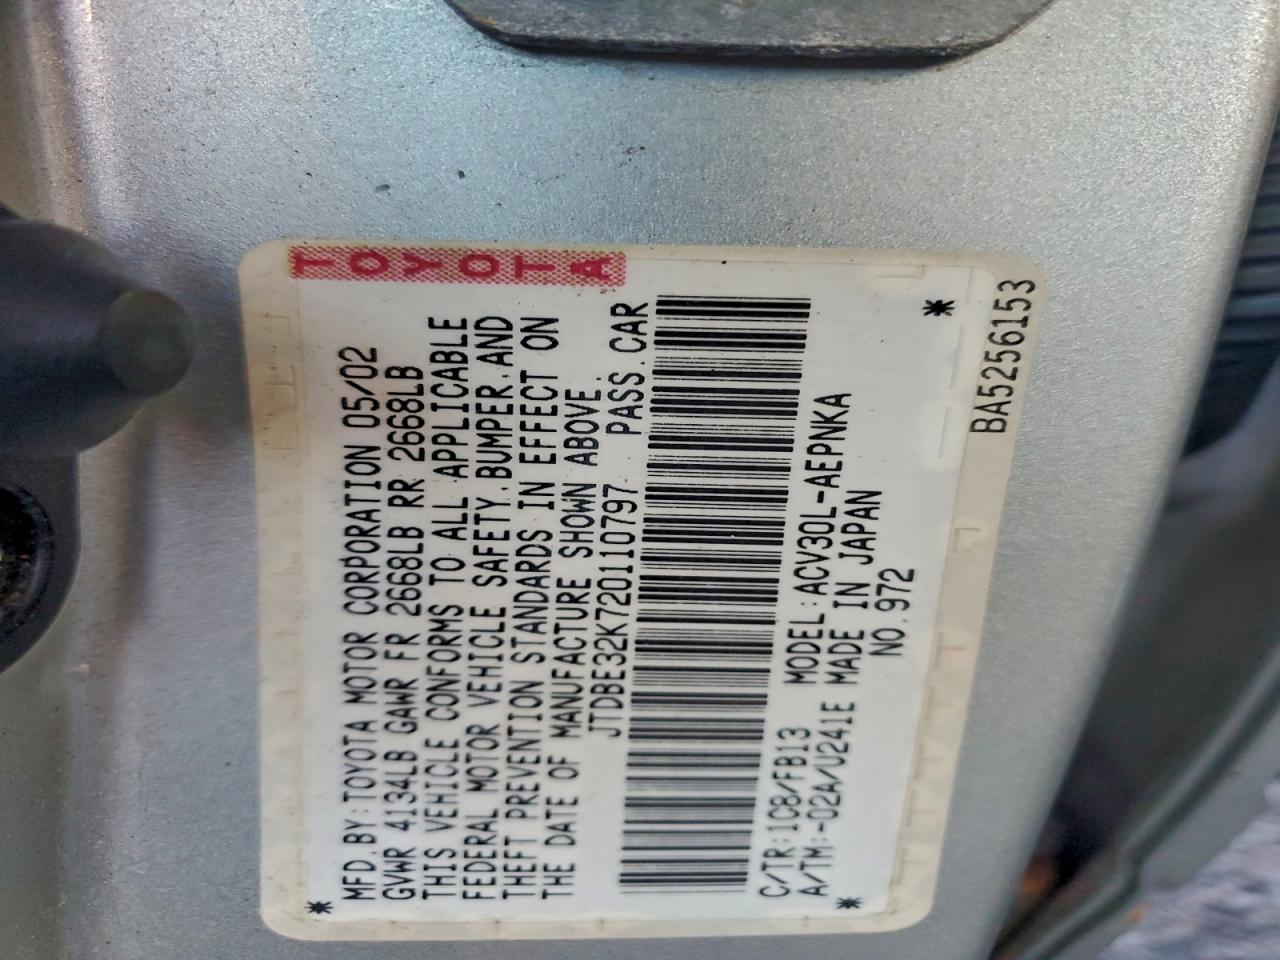 TOYOTA
MFD.BY:TOYOTA MOTOR CORPORATION 05/02
GVWR 4134LB GAWR FR 2668LB RR 2668LB
THIS VEHICLE CONFORMS TO ALL APPLICABLE
FEDERAL MOTOR VEHICLE SAFETY,BUMPER,AND
THEFT PREVENTION STANDARDS IN EFFECT ON
THE DATE OF MANUFACTURE SHOWN ABOVE.
JTDBE32K720110797 PASS.CAR
C/TR:1C8/FB13 MODEL:ACV30L-AEPNKA
A/TM:-02A/U241E MADE IN JAPAN
NO.972
BA5256153